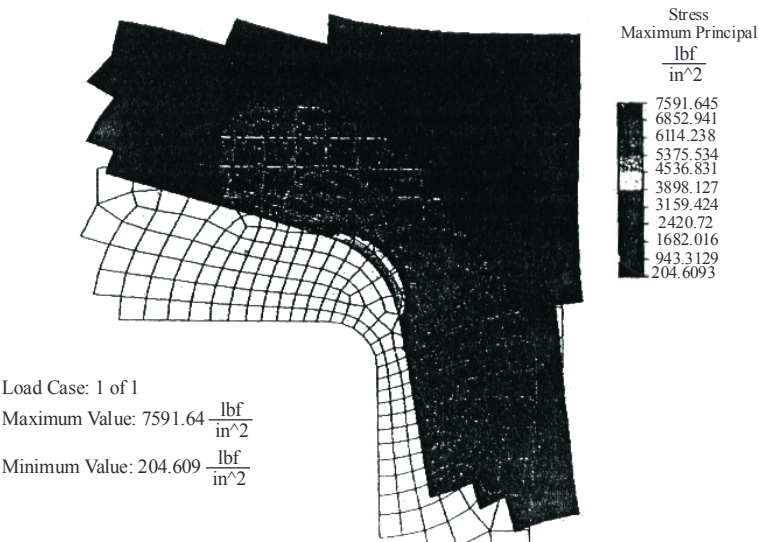 Stress
Maximum Principal
lbf
in^2
7591.645
6852.941
6114.238
5375.534
4536.831
3898.127
3159.424
2420.72
1682.016
943.3129
204.6093
Load Case: 1 of 1
Maximum Value: 7591.64 lbf
in^2
Minimum Value: 204.609 lbf
in^2